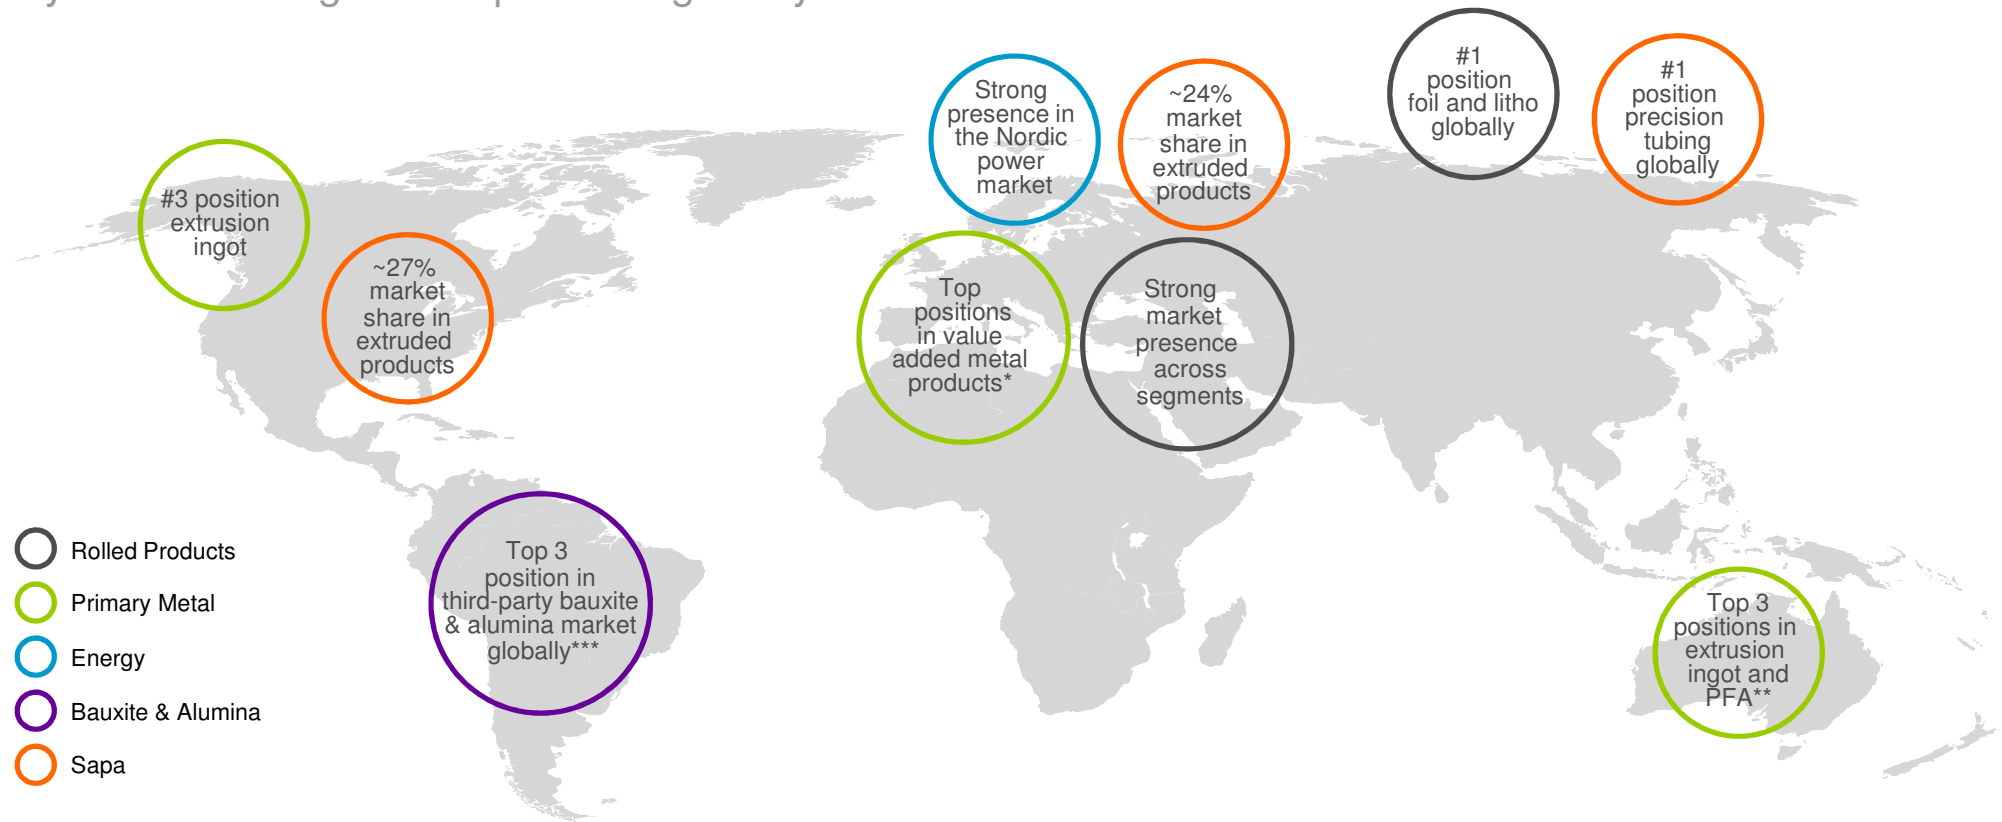 #1
position
foil and litho
globally
#1
position
precision
tubing
globally
Strong
presence in
the Nordic
power
market
~24%
market
share in
extruded
products
#3 position
extrusion
ingot
~27%
market
share in
extruded
products
Top
positions
in value
added metal
products*
Strong
market
presence
across
segments
Top 3
position in
third-party bauxite
& alumina market
globally***
Top 3
positions in
extrusion
ingot and
PFA**
Rolled Products
Primary Metal
Energy
Bauxite & Alumina
Sapa